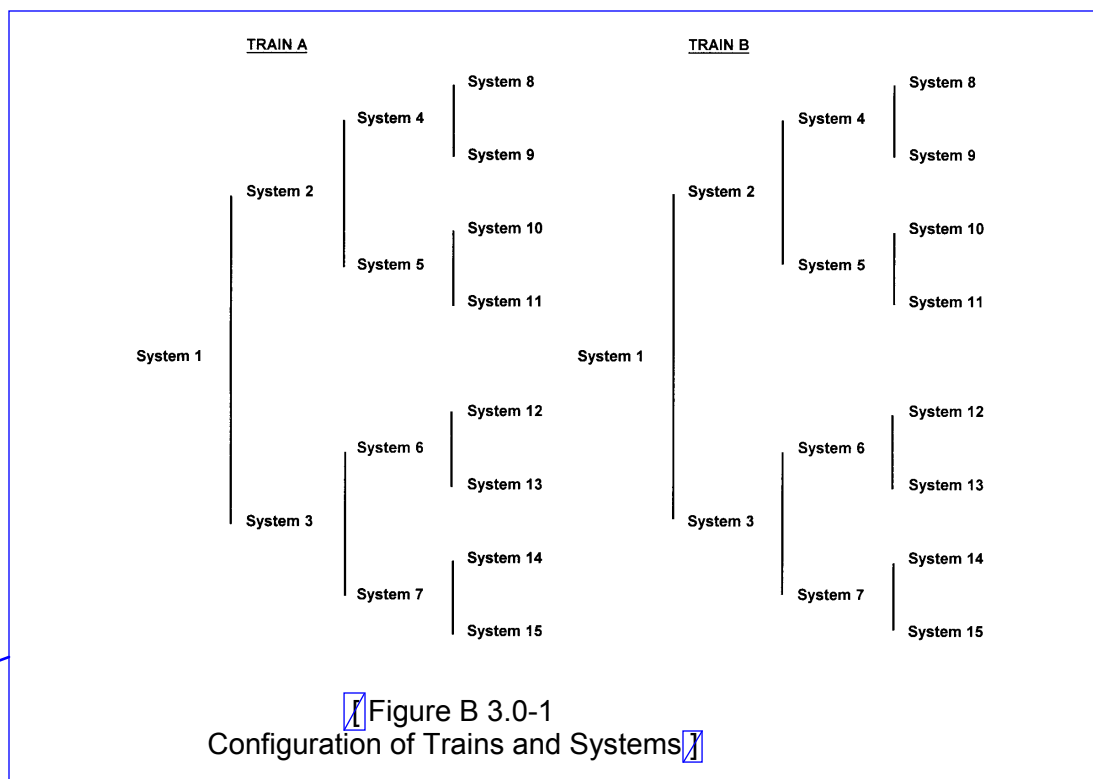 TRAIN A
System 8
System 4
System 9
System 2
System 10
System 5
System 11
System 1
System 12
System 6
System 13
System 3
System 14
System 7
System 15
TRAIN B
System 8
System 4
System 9
System 2
System 10
System 5
System 11
System 1
System 12
System 6
System 13
System 3
System 14
System 7
System 15
[ Figure B 3.0-1
Configuration of Trains and Systems ]